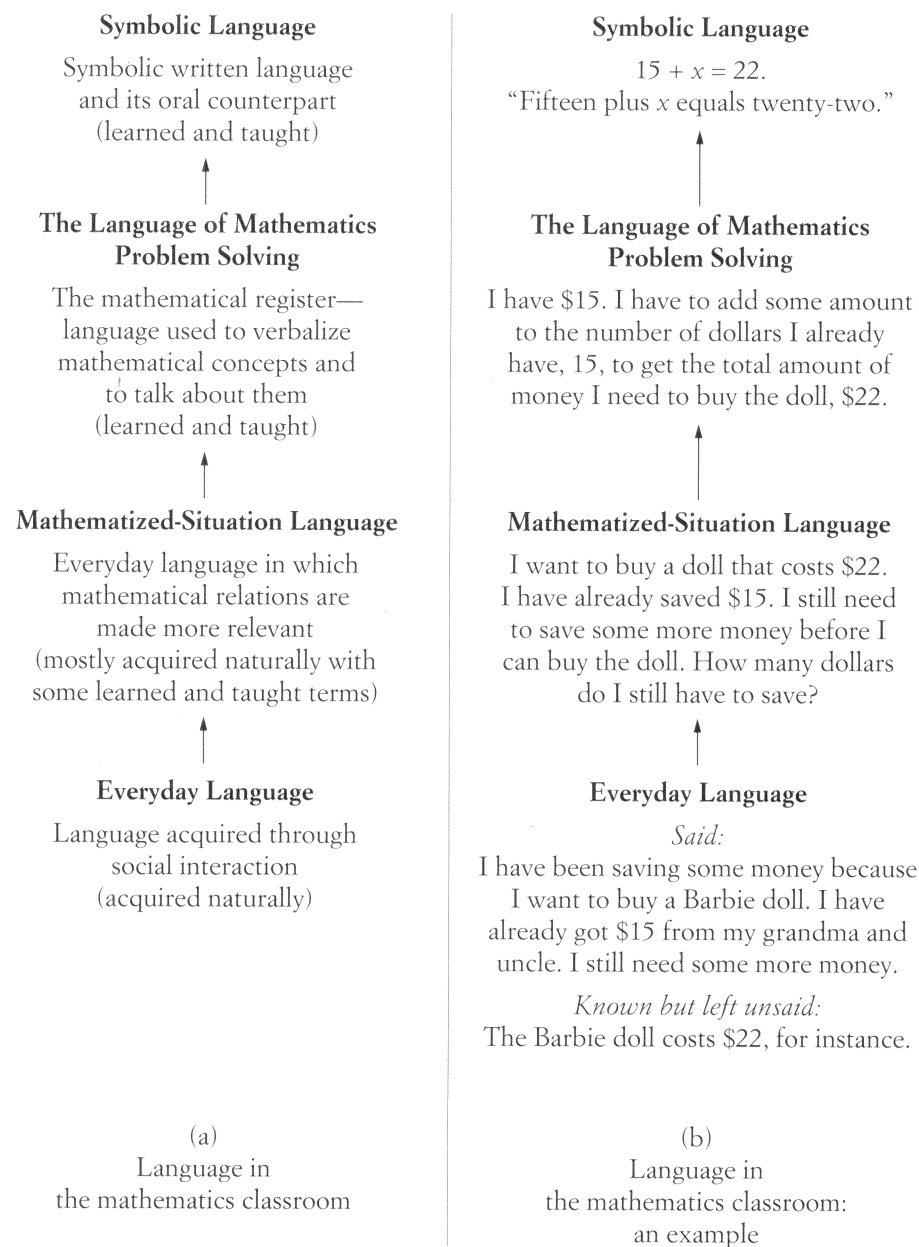 Symbolic Language
Symbolic written language
and its oral counterpart
(learned and taught)
The Language of Mathematics
Problem Solving
The mathematical register—
language used to verbalize
mathematical concepts and
to talk about them
(learned and taught)
Mathematized-Situation Language
Everyday language in which
mathematical relations are
made more relevant
(mostly acquired naturally with
some learned and taught terms)
Everyday Language
Language acquired through
social interaction
(acquired naturally)
(a)
Language in
the mathematics classroom
Symbolic Language
15 + x = 22.
“Fifteen plus x equals twenty-two.”
The Language of Mathematics
Problem Solving
I have $15. I have to add some amount
to the number of dollars I already
have, 15, to get the total amount of
money I need to buy the doll, $22.
Mathematized-Situation Language
I want to buy a doll that costs $22.
I have already saved $15. I still need
to save some more money before I
can buy the doll. How many dollars
do I still have to save?
Everyday Language
Said:
I have been saving some money because
I want to buy a Barbie doll. I have
already got $15 from my grandma and
uncle. I still need some more money.
Known but left unsaid:
The Barbie doll costs $22, for instance.
(b)
Language in
the mathematics classroom:
an example